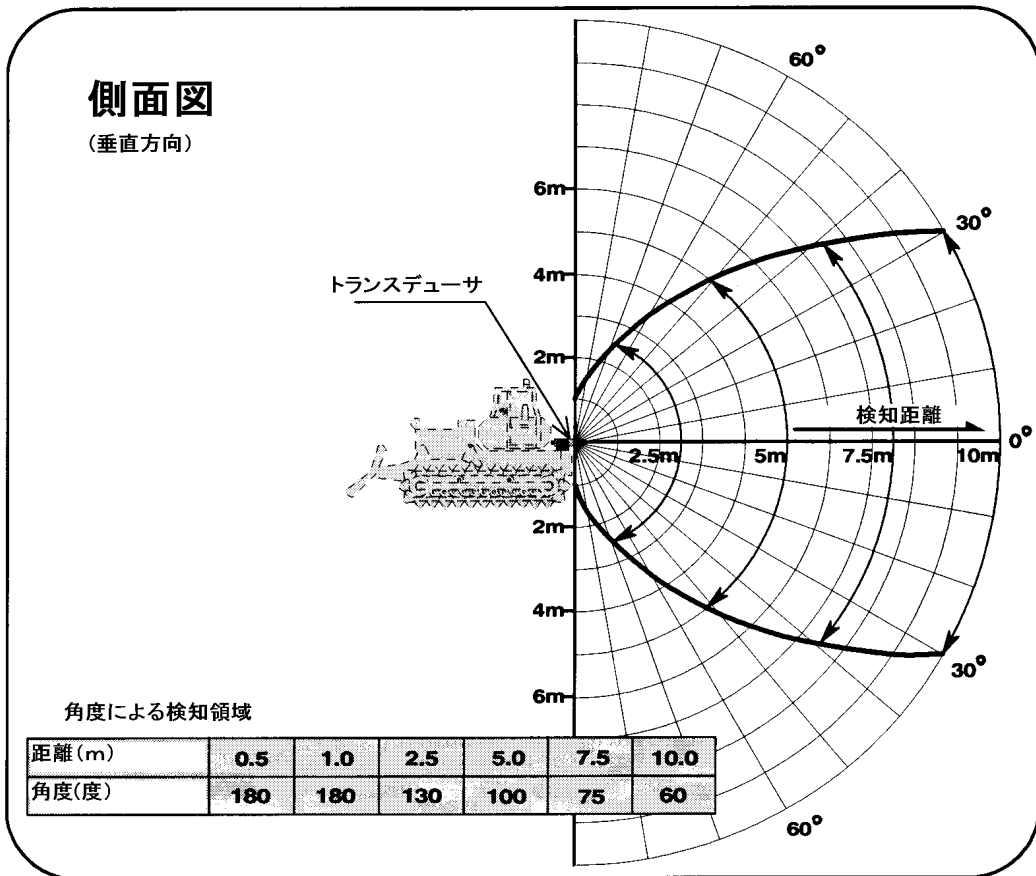 側面図
(垂直方向)
60°
6m
30°
4m
トランスデューサ
2m
検知距離
0°
2.5m 5m 7.5m 10m
2m
4m
30°
6m
60°
角度による検知領域
距離(m) 0.5 1.0 2.5 5.0 7.5 10.0
角度(度) 180 180 130 100 75 60